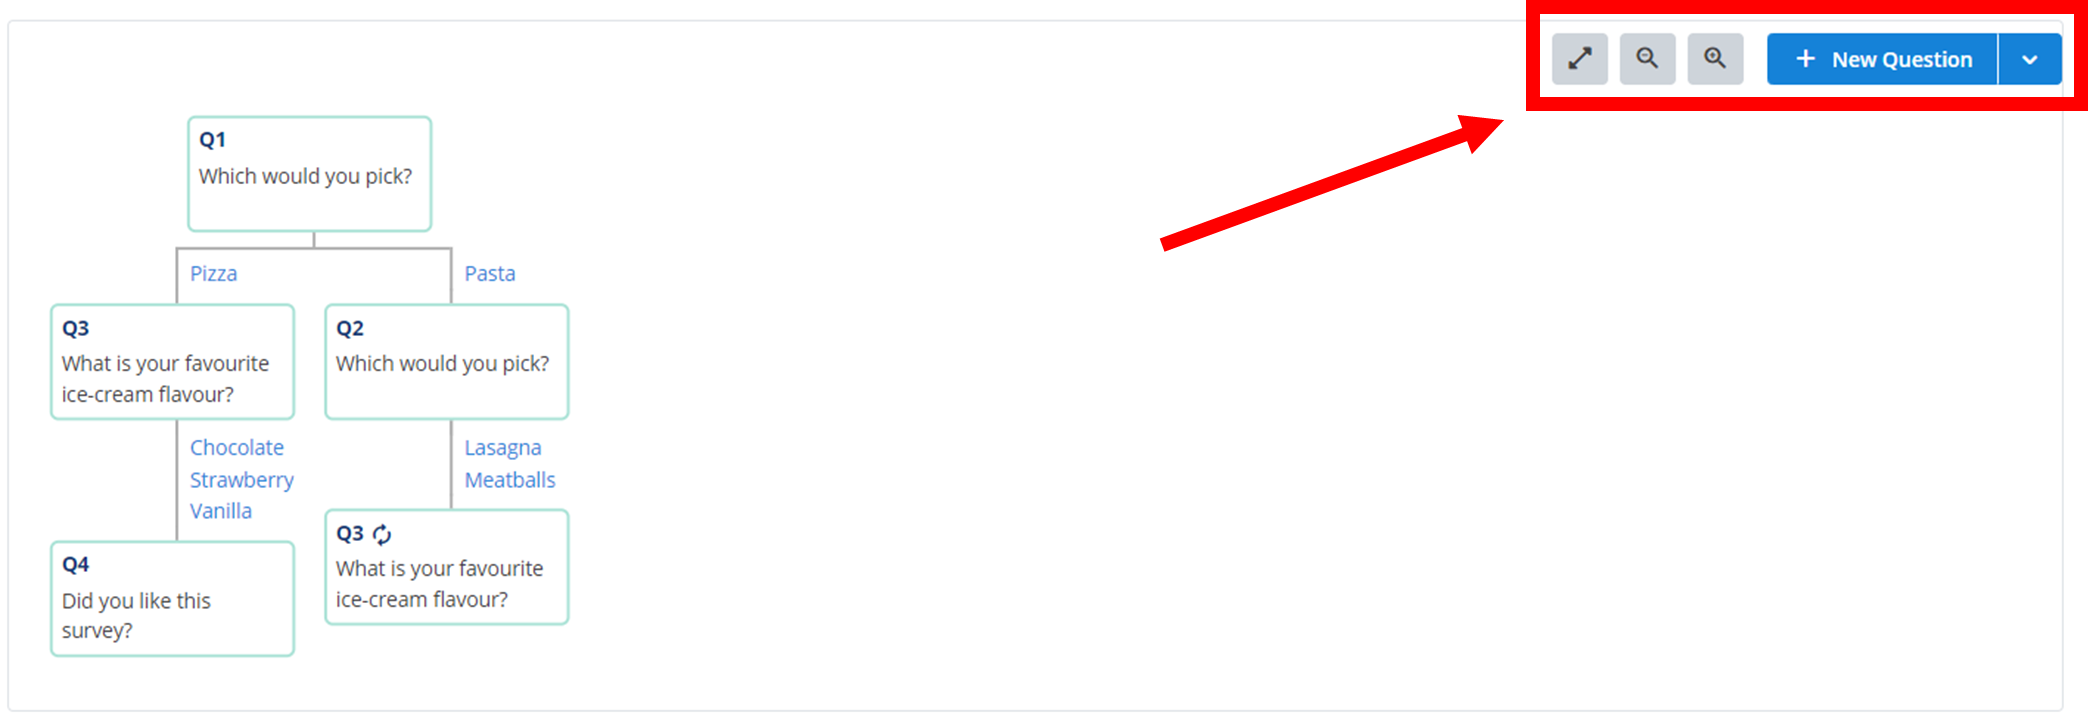 New Question
Q1
Which would you pick?
Pizza
Pasta
Q3
What is your favourite
ice-cream flavour?
Q2
Which would you pick?
Chocolate
Strawberry
Vanilla
Lasagna
Meatballs
Q4
Did you like this
survey?
Q3
What is your favourite
ice-cream flavour?